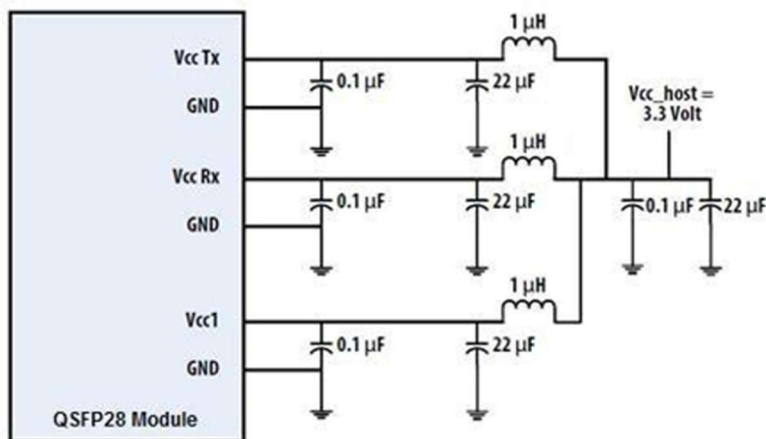 1 µH
Vcc Tx
0.1 µF
22 µF
GND
Vcc_host =
3.3 Volt
1 µH
Vcc Rx
0.1 µF
22 µF
0.1 µF
22 µF
GND
1 µH
Vcc1
0.1 µF
22 µF
GND
QSFP28 Module